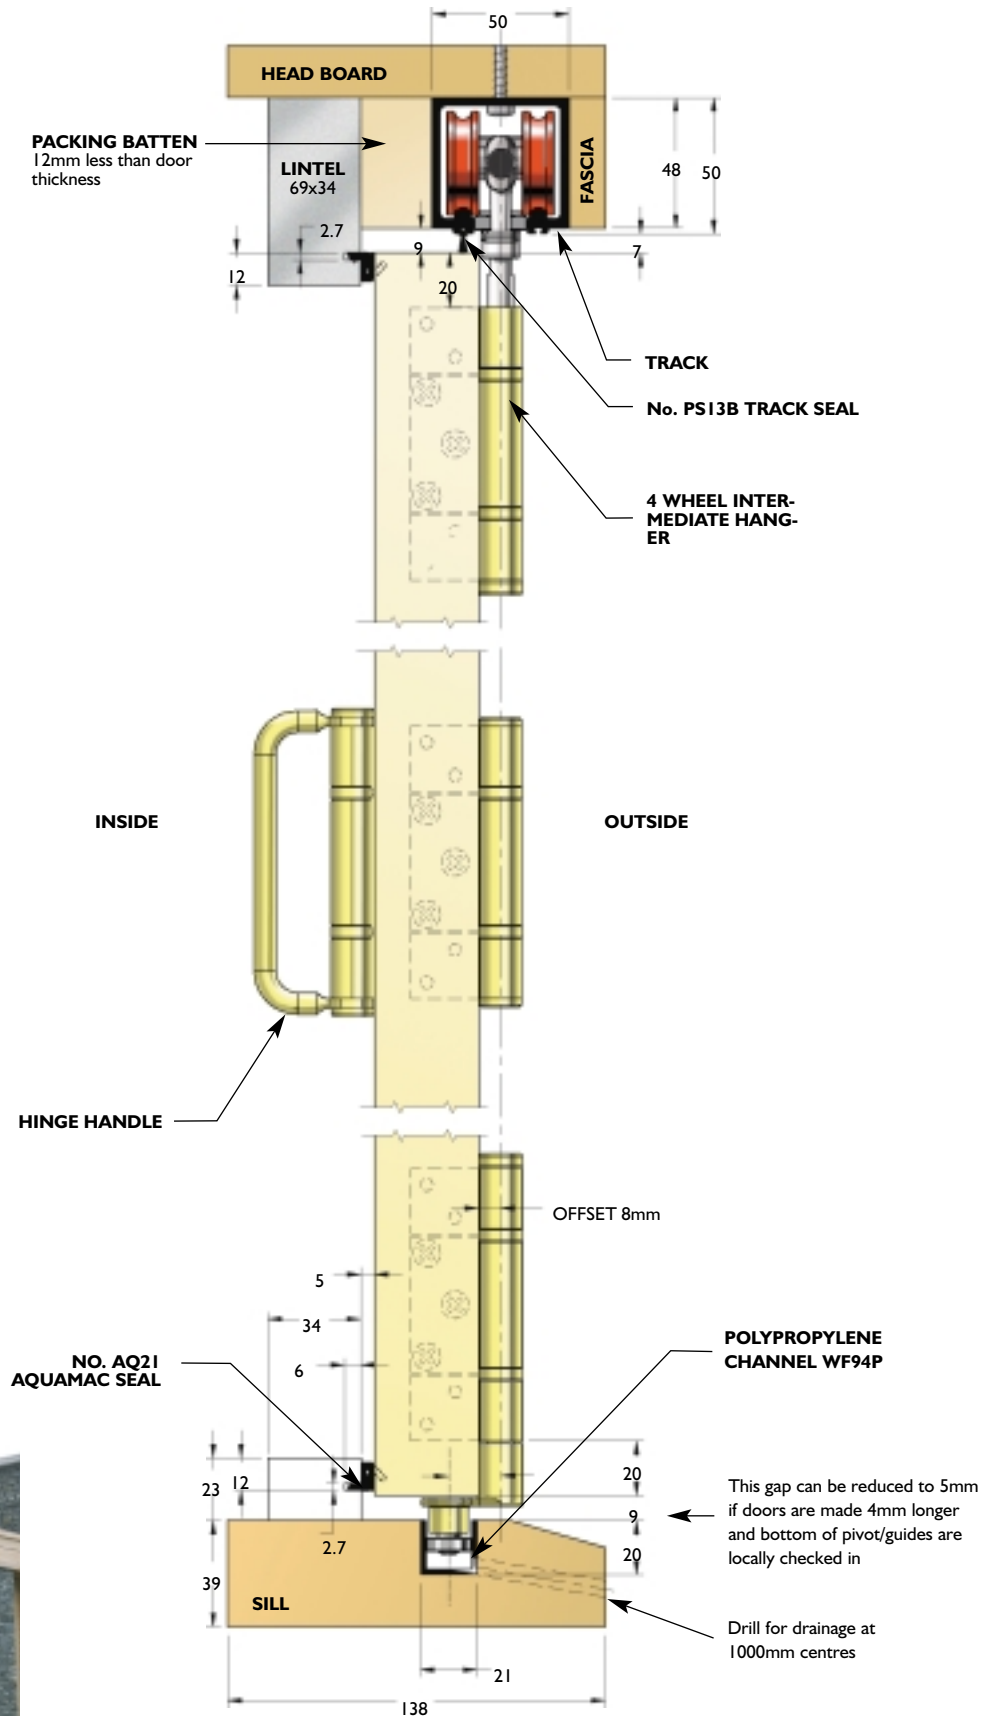 50
HEAD BOARD
PACKING BATTEN
12mm less than door
thickness
LINTEL
69x34
FASCIA
48
50
2.7
9
7
12
20
TRACK
No. PS13B TRACK SEAL
4 WHEEL INTER-
MEDIATE HANG-
ER
INSIDE
OUTSIDE
HINGE HANDLE
OFFSET 8mm
5
34
6
NO. AQ21
AQUAMAC SEAL
POLYPROPYLENE
CHANNEL WF94P
23
12
20
2.7
9
This gap can be reduced to 5mm
if doors are made 4mm longer
and bottom of pivot/guides are
locally checked in
20
39
SILL
Drill for drainage at
1000mm centres
21
138